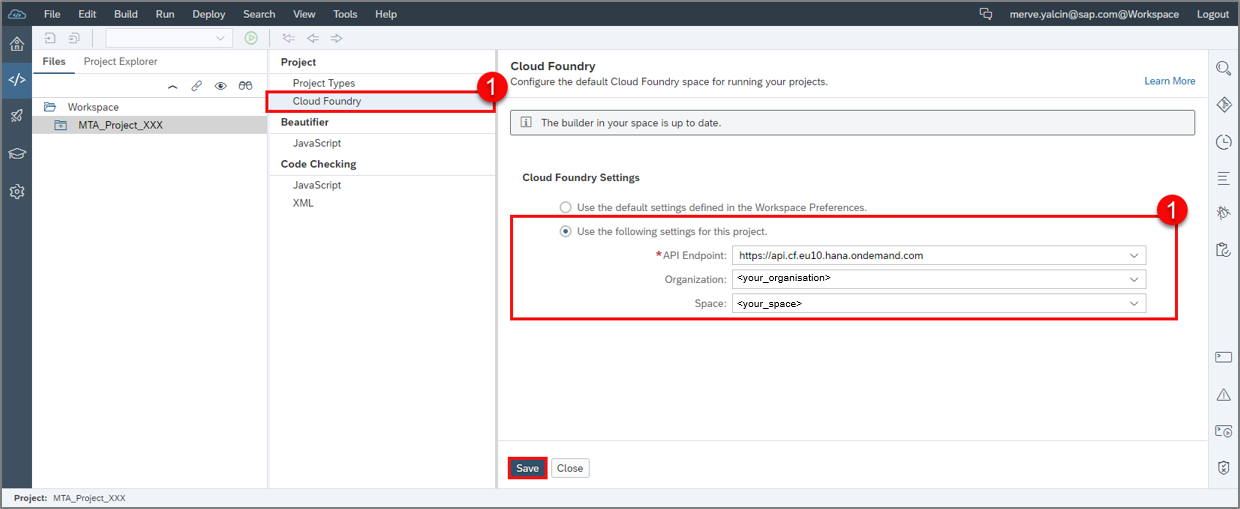 File Edit Build Run Deploy Search View Tools Help merve.yalcin@sap.com@Workspace Logout
Files Project Explorer
Workspace
MTA_Project_XXX
Project
Project Types
Cloud Foundry
1
Beautifier
JavaScript
Code Checking
JavaScript
XML
Cloud Foundry
Configure the default Cloud Foundry space for running your projects. Learn More
The builder in your space is up to date.
Cloud Foundry Settings
Use the default settings defined in the Workspace Preferences.
1
Use the following settings for this project.
*API Endpoint: https://api.cf.eu10.hana.ondemand.com
Organization: <your_organisation>
Space: <your_space>
Save Close
Project: MTA_Project_XXX